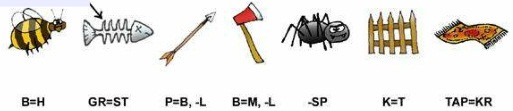 B=H GR=ST P=B, -L B=M, -L -SP K=T TAP=KR